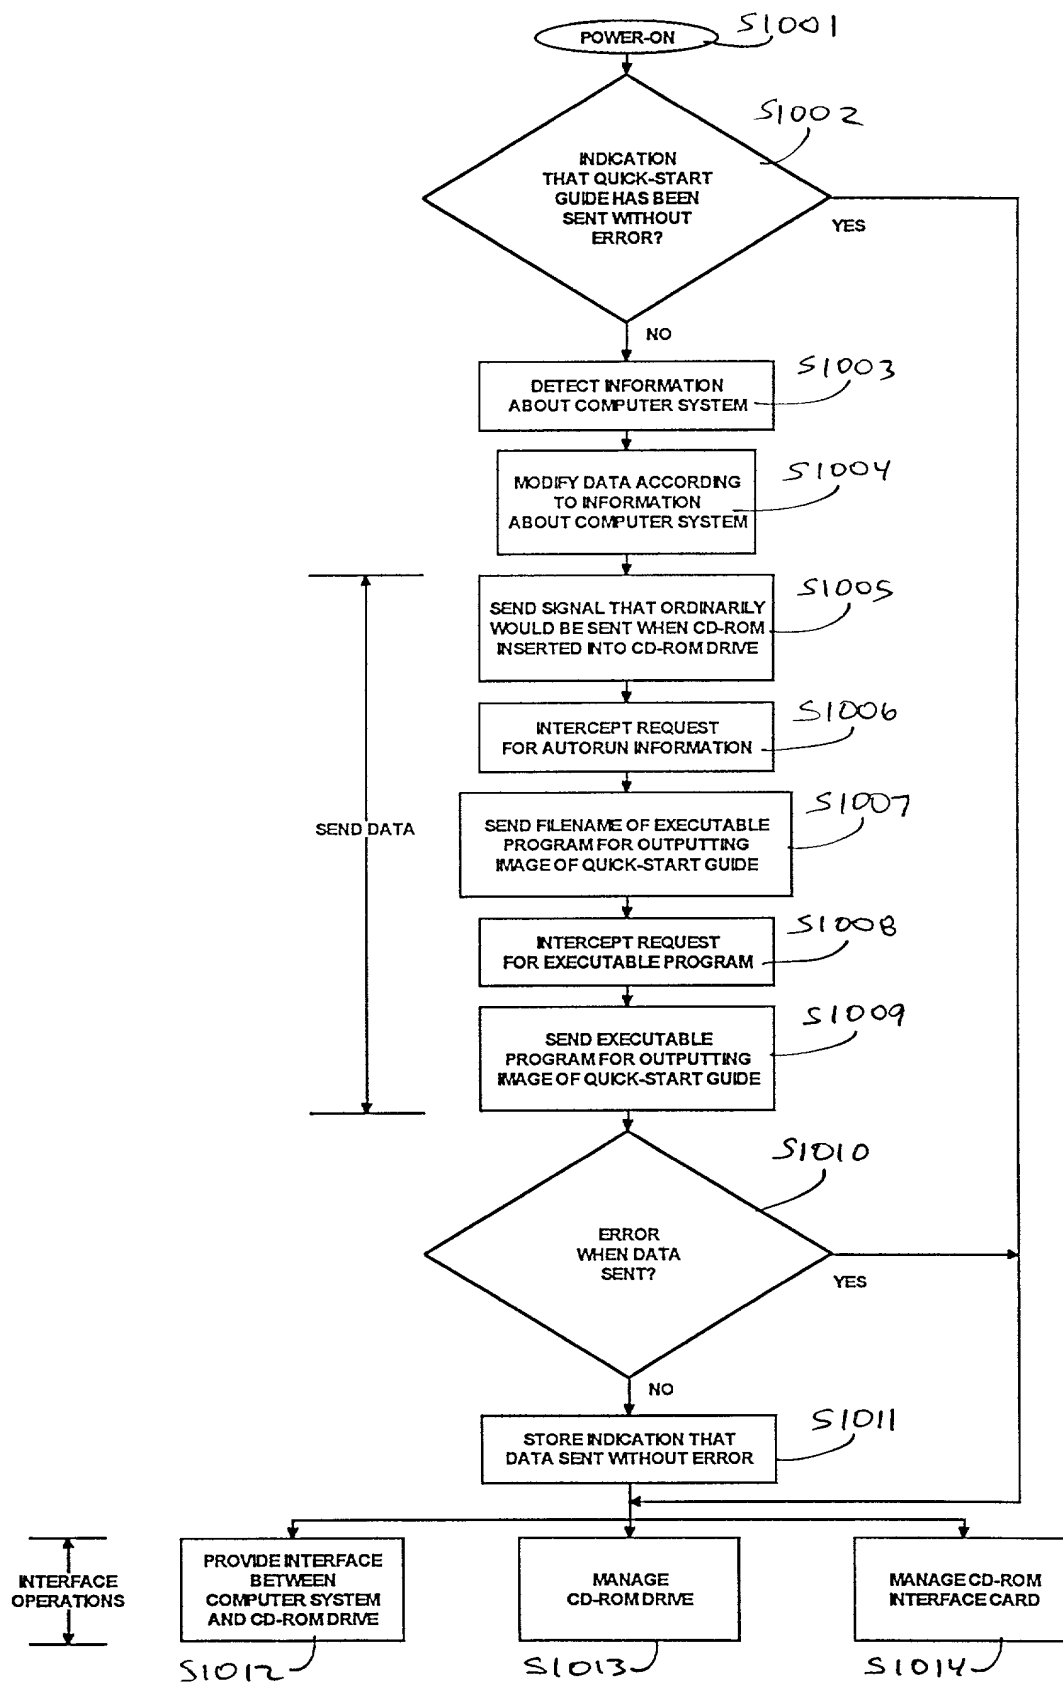 POWER-ON
S1001
S1002
INDICATION
THAT QUICK-START
GUIDE HAS BEEN
SENT WITHOUT
ERROR?
YES
NO
S1003
DETECT INFORMATION
ABOUT COMPUTER SYSTEM
S1004
MODIFY DATA ACCORDING
TO INFORMATION
ABOUT COMPUTER SYSTEM
S1005
SEND SIGNAL THAT ORDINARILY
WOULD BE SENT WHEN CD-ROM
INSERTED INTO CD-ROM DRIVE
S1006
INTERCEPT REQUEST
FOR AUTORUN INFORMATION
S1007
SEND DATA
SEND FILENAME OF EXECUTABLE
PROGRAM FOR OUTPUTTING
IMAGE OF QUICK-START GUIDE
S1008
INTERCEPT REQUEST
FOR EXECUTABLE PROGRAM
S1009
SEND EXECUTABLE
PROGRAM FOR OUTPUTTING
IMAGE OF QUICK-START GUIDE
S1010
ERROR
WHEN DATA
SENT?
YES
NO
S1011
STORE INDICATION THAT
DATA SENT WITHOUT ERROR
INTERFACE
OPERATIONS
PROVIDE INTERFACE
BETWEEN
COMPUTER SYSTEM
AND CD-ROM DRIVE
MANAGE
CD-ROM DRIVE
MANAGE CD-ROM
INTERFACE CARD
S1012
S1013
S1014